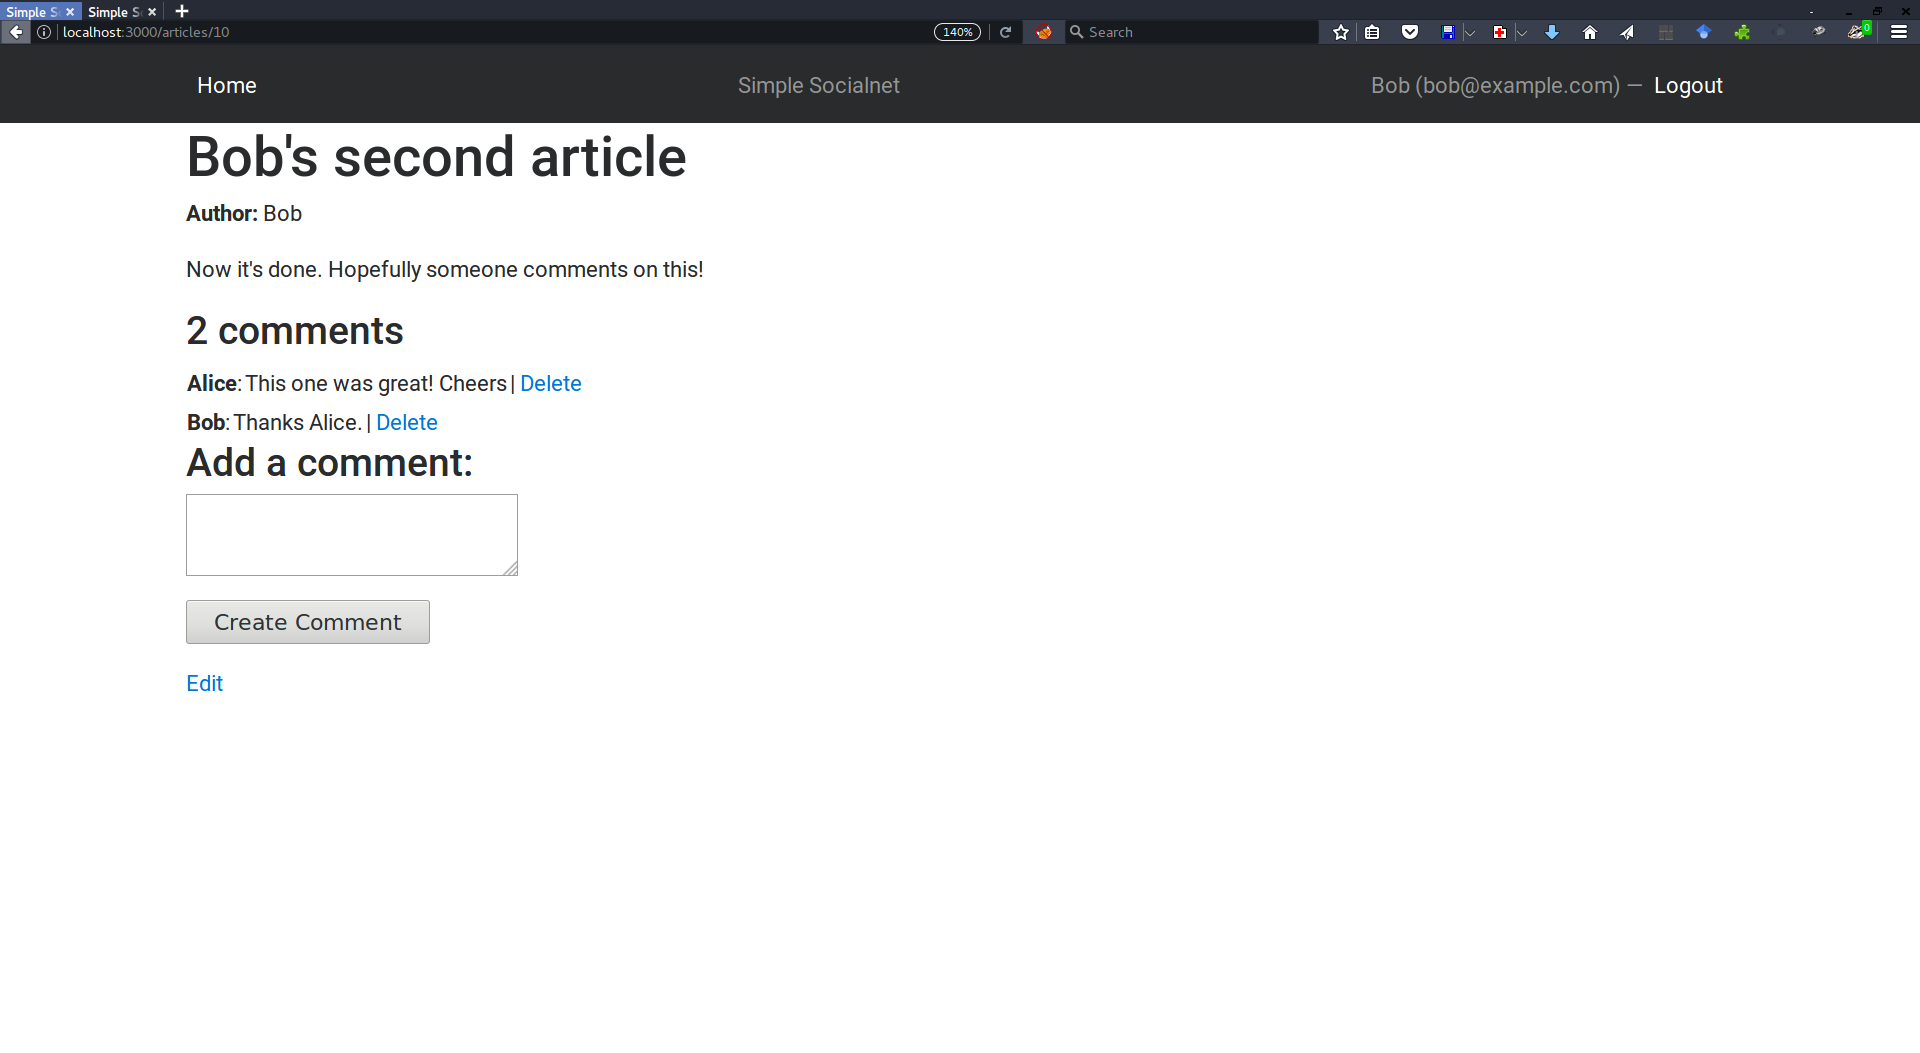 Simple S
Simple S
localhost:3000/articles/10
140%
Search
0
Home
Simple Socialnet
Bob (bob@example.com) — Logout
Bob's second article
Author: Bob
Now it's done. Hopefully someone comments on this!
2 comments
Alice: This one was great! Cheers | Delete
Bob: Thanks Alice. | Delete
Add a comment:
Create Comment
Edit